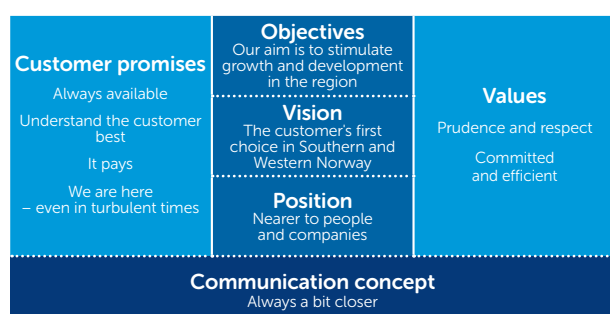 Customer promises
Always available
Understand the customer
best
It pays
We are here
– even in turbulent times
Objectives
Our aim is to stimulate
growth and development
in the region
Vision
The customer's first
choice in Southern and
Western Norway
Position
Nearer to people
and companies
Values
Prudence and respect
Committed
and efficient
Communication concept
Always a bit closer